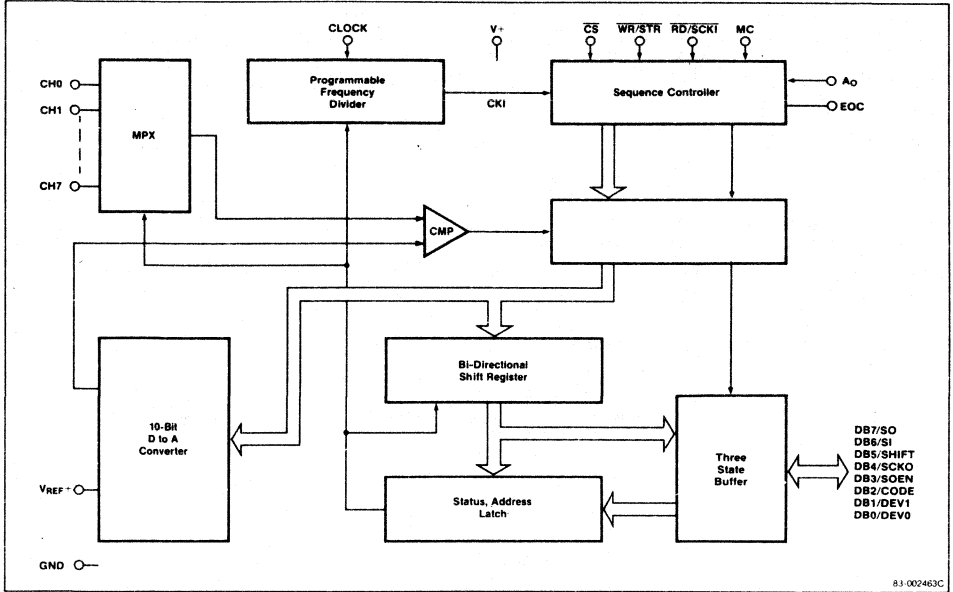 CLOCK
V+
CS
WR/STR
RD/SCKI
MC
CH0
CH1
CH7
MPX
Programmable
Frequency
Divider
CKI
Sequence Controller
A0
EOC
CMP
Bi-Directional
Shift Register
10-Bit
D to A
Converter
Three
State
Buffer
DB7/SO
DB6/SI
DB5/SHIFT
DB4/SCKO
DB3/SOEN
DB2/CODE
DB1/DEV1
DB0/DEV0
VREF+
Status, Address
Latch
GND
83-002463C